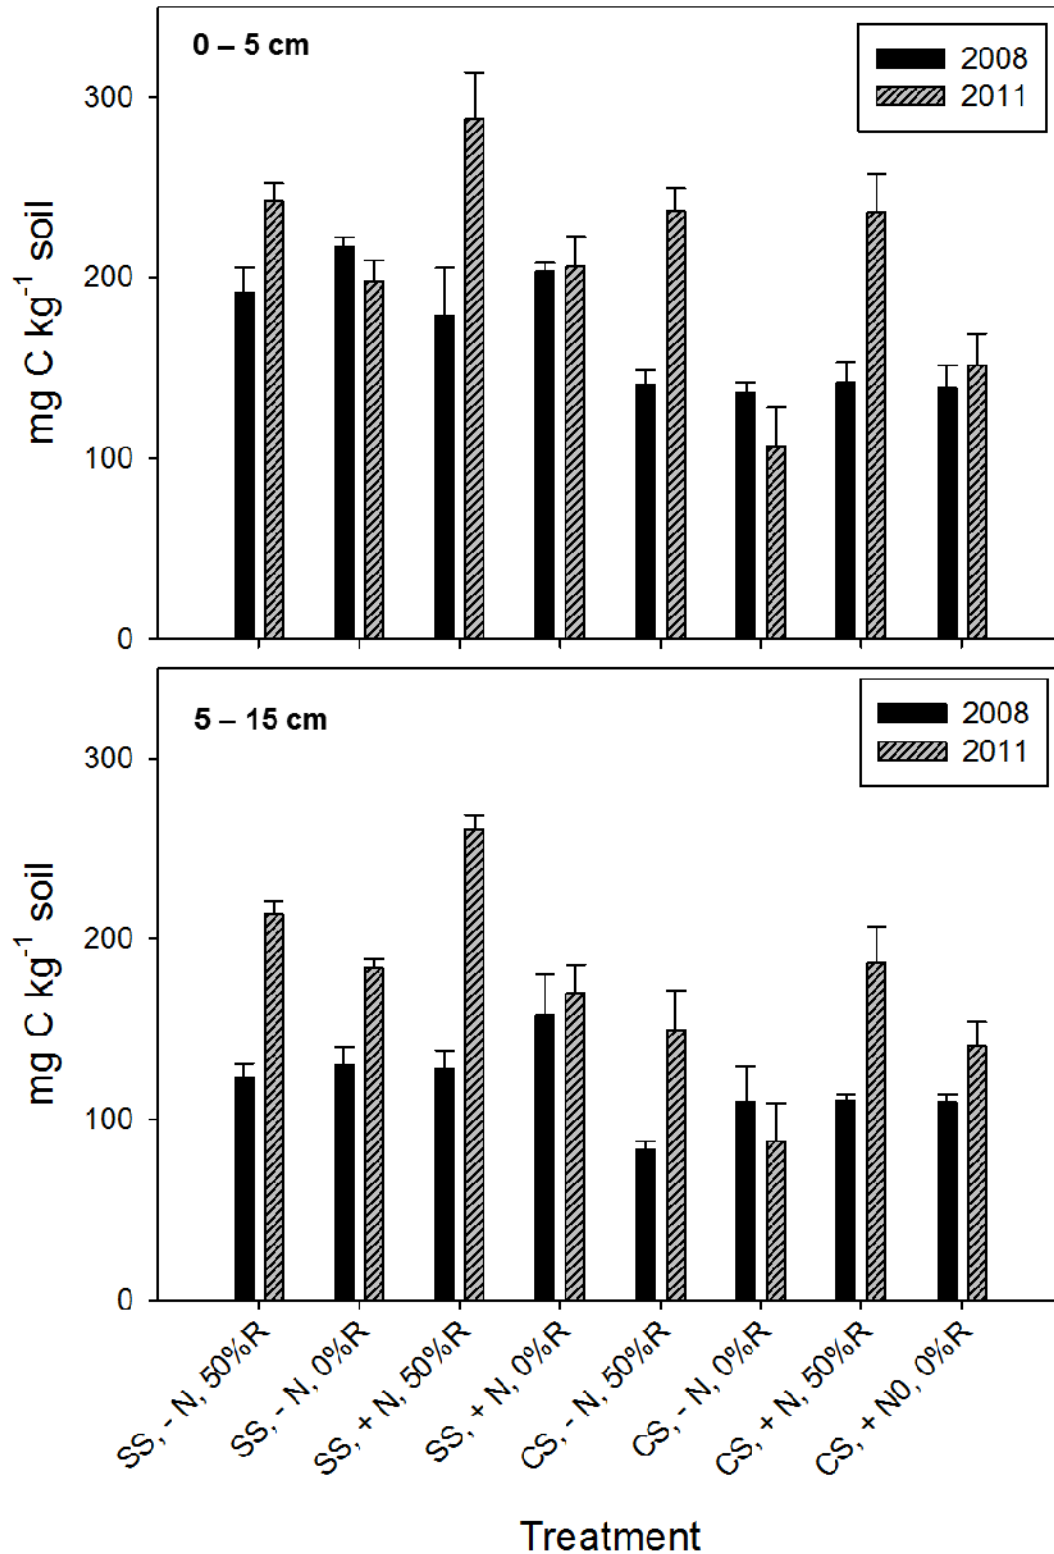 0 – 5 cm
2008
2011
300
200
100
0
mg C kg-1 soil
5 – 15 cm
2008
2011
300
200
100
0
mg C kg-1 soil
SS, - N, 50%R
SS, - N, 0%R
SS, + N, 50%R
SS, + N, 0%R
CS, - N, 50%R
CS, - N, 0%R
CS, + N, 50%R
CS, + N0, 0%R
Treatment